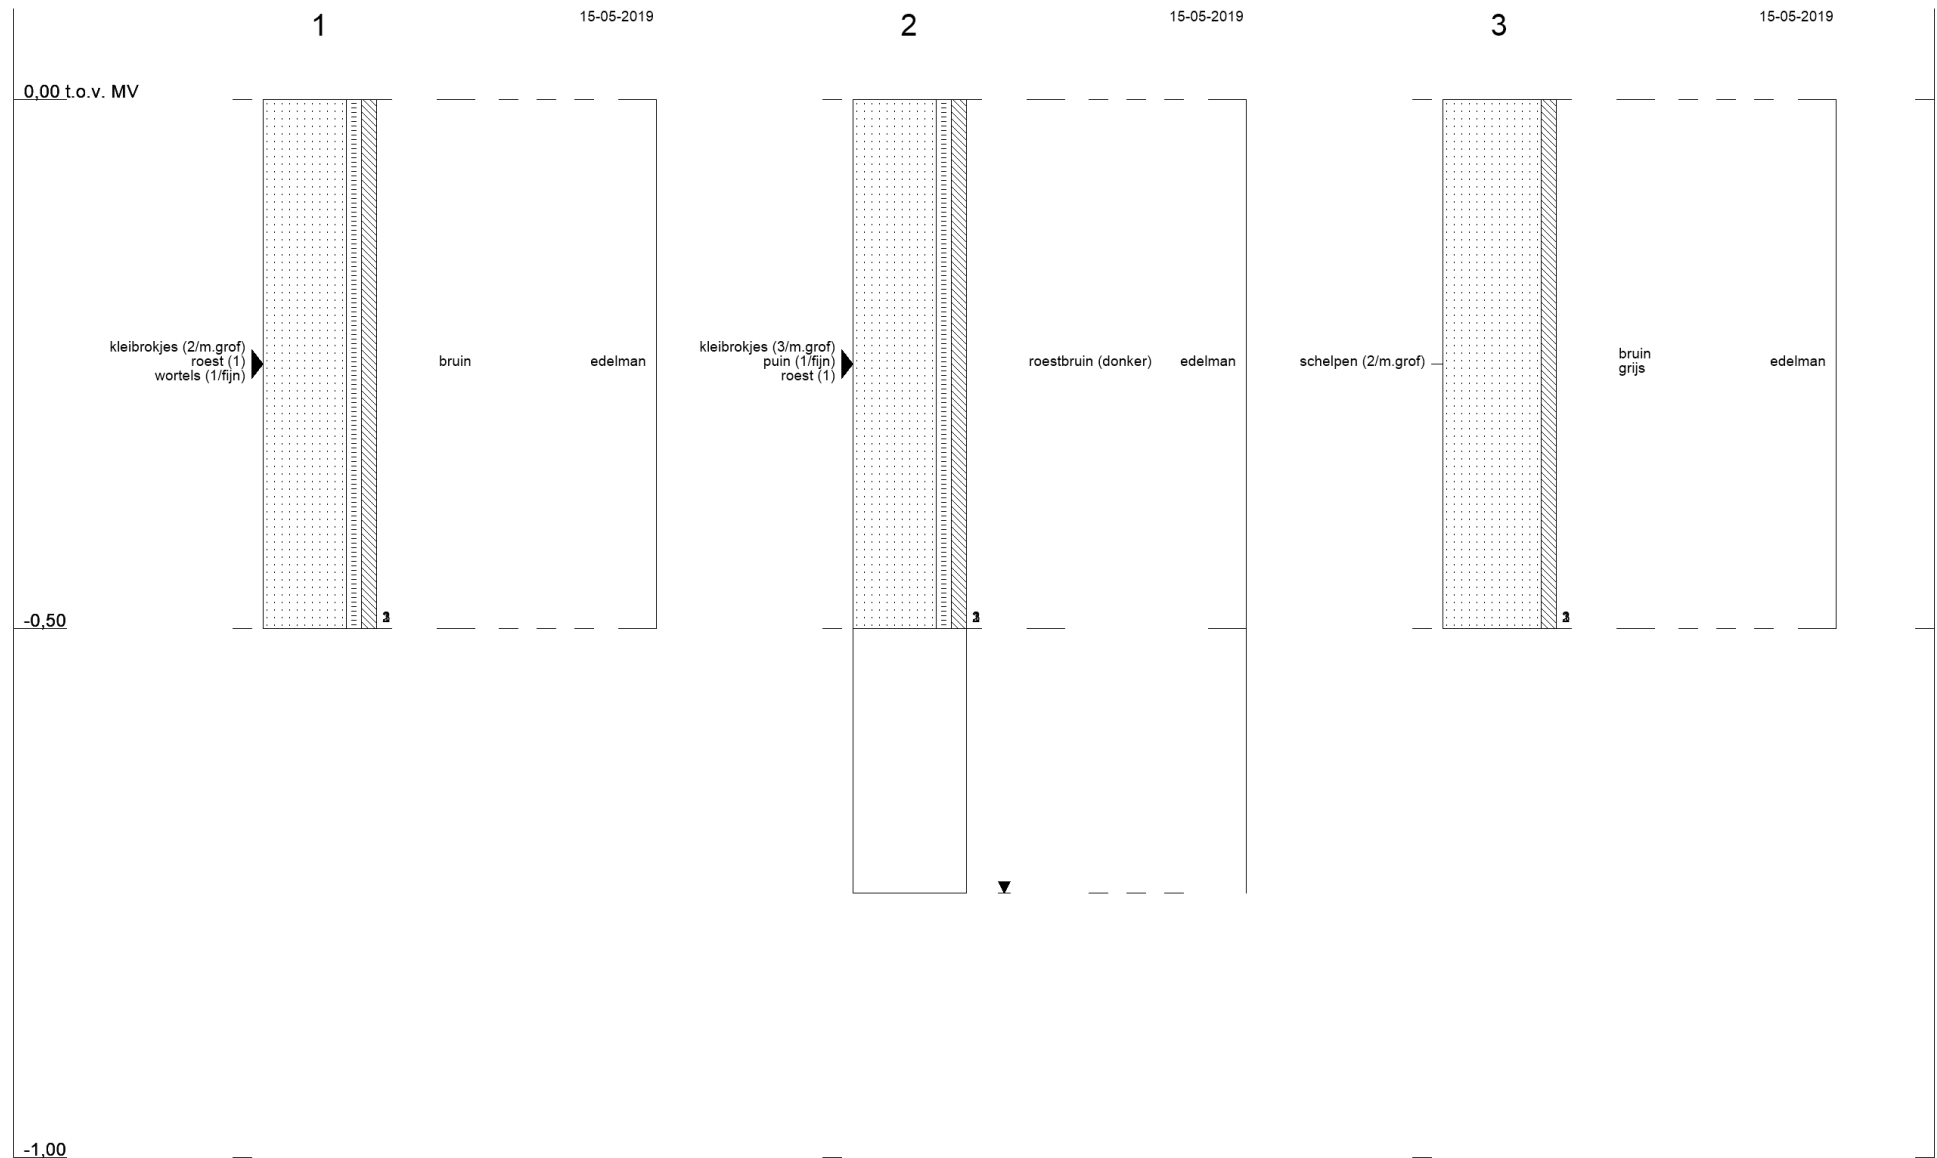 1
15-05-2019
2
15-05-2019
3
15-05-2019
0,00 t.o.v. MV
kleibrokjes (2/m.grof)
roest (1)
wortels (1/fijn)
bruin
edelman
kleibrokjes (3/m.grof)
puin (1/fijn)
roest (1)
roestbruin (donker)
edelman
schelpen (2/m.grof)
bruin
grijs
edelman
-0,50
-1,00